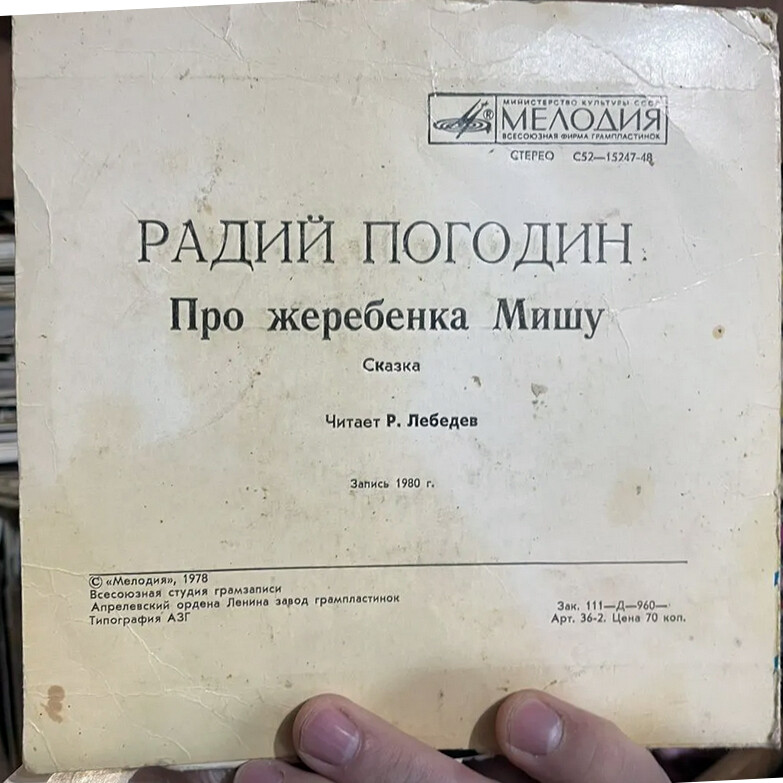 МИНИСТЕРСТВО КУЛЬТУРЫ СССР
® МЕЛОДИЯ
ВСЕСОЮЗНАЯ ФИРМА ГРАМПЛАСТИНОК
СТЕРЕО С52—15247-48
РАДИЙ ПОГОДИН
Про жеребенка Мишу
Сказка
Читает Р. Лебедев
Запись 1980 г.
© «Мелодия», 1978
Всесоюзная студия грамзаписи
Апрелевский ордена Ленина завод грампластинок
Типография АЗГ
Зак. 111—Д—960—
Арт. 36-2. Цена 70 коп.